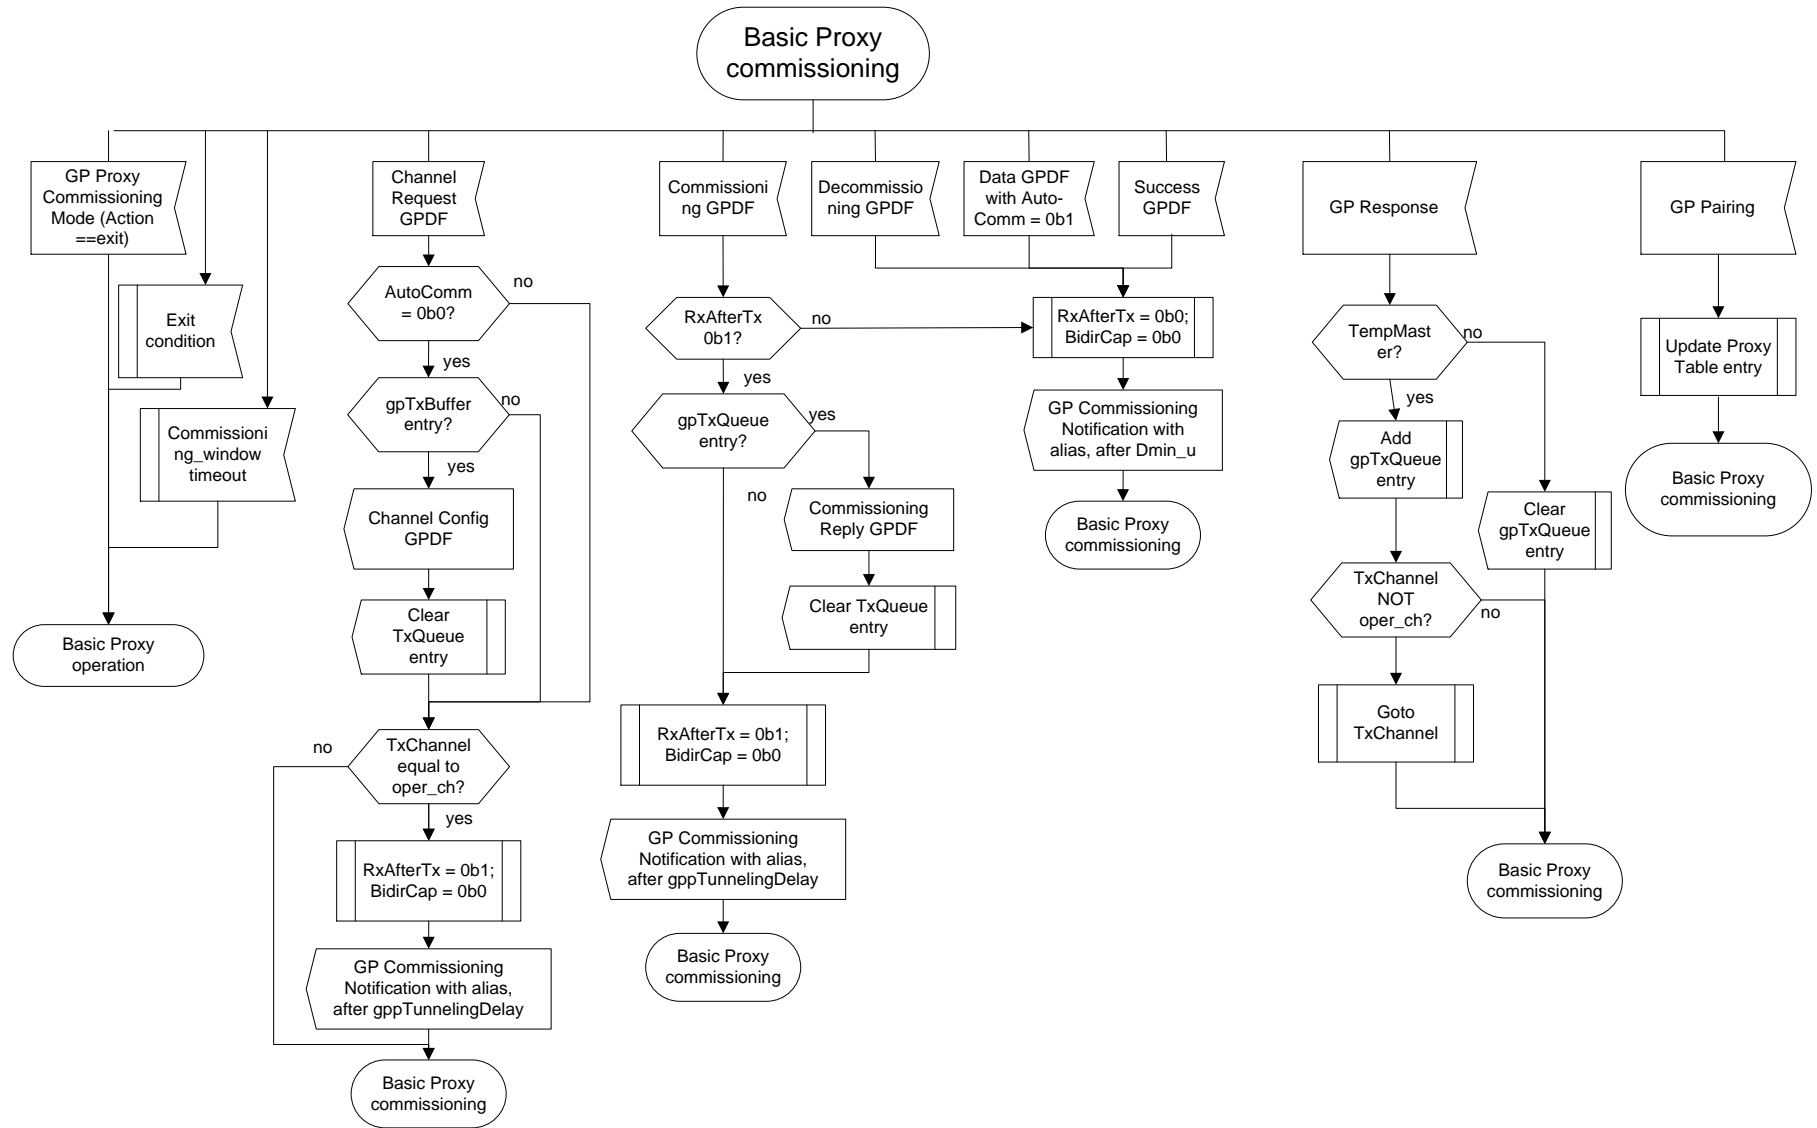 Basic Proxy
commissioning
GP Proxy
Commissioning
Mode (Action
==exit)
Exit
condition
Commissioni
ng_window
timeout
Basic Proxy
operation
Channel
Request
GPDF
AutoComm
= 0b0?
no
yes
gpTxBuffer
entry?
no
yes
Channel Config
GPDF
Clear
TxQueue
entry
TxChannel
equal to
oper_ch?
no
yes
RxAfterTx = 0b1;
BidirCap = 0b0
GP Commissioning
Notification with alias,
after gppTunnelingDelay
Basic Proxy
commissioning
Commissioni
ng GPDF
RxAfterTx
0b1?
no
yes
gpTxQueue
entry?
yes
no
Commissioning
Reply GPDF
Clear TxQueue
entry
RxAfterTx = 0b1;
BidirCap = 0b0
GP Commissioning
Notification with alias,
after gppTunnelingDelay
Basic Proxy
commissioning
Decommissio
ning GPDF
Data GPDF
with Auto-
Comm = 0b1
Success
GPDF
RxAfterTx = 0b0;
BidirCap = 0b0
GP Commissioning
Notification with
alias, after Dmin_u
Basic Proxy
commissioning
GP Response
TempMast
er?
no
yes
Add
gpTxQueue
entry
Clear
gpTxQueue
entry
TxChannel
NOT
oper_ch?
no
Goto
TxChannel
Basic Proxy
commissioning
GP Pairing
Update Proxy
Table entry
Basic Proxy
commissioning